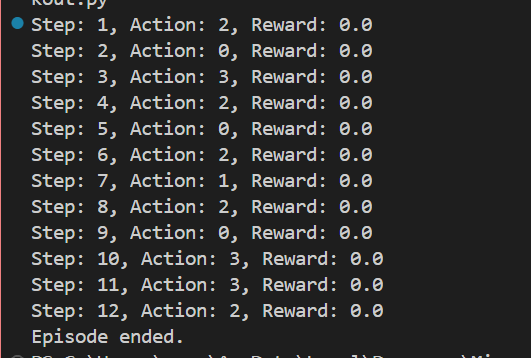 kout.py
Step: 1, Action: 2, Reward: 0.0
Step: 2, Action: 0, Reward: 0.0
Step: 3, Action: 3, Reward: 0.0
Step: 4, Action: 2, Reward: 0.0
Step: 5, Action: 0, Reward: 0.0
Step: 6, Action: 2, Reward: 0.0
Step: 7, Action: 1, Reward: 0.0
Step: 8, Action: 2, Reward: 0.0
Step: 9, Action: 0, Reward: 0.0
Step: 10, Action: 3, Reward: 0.0
Step: 11, Action: 3, Reward: 0.0
Step: 12, Action: 2, Reward: 0.0
Episode ended.